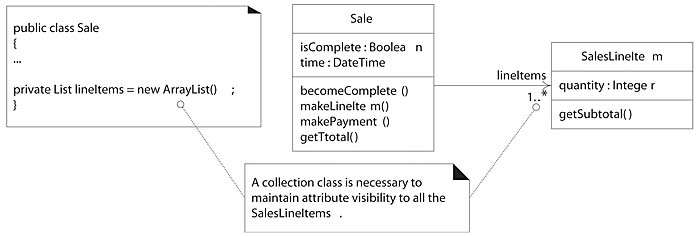 public class Sale
{
...
private List lineItems = new ArrayList() ;
}
Sale
isComplete : Boolea n
time : DateTime
becomeComplete ()
makeLineIte m()
makePayment ()
getTtotal()
lineItems
1..*
SalesLineIte m
quantity : Intege r
getSubtotal()
A collection class is necessary to
maintain attribute visibility to all the
SalesLineItems .